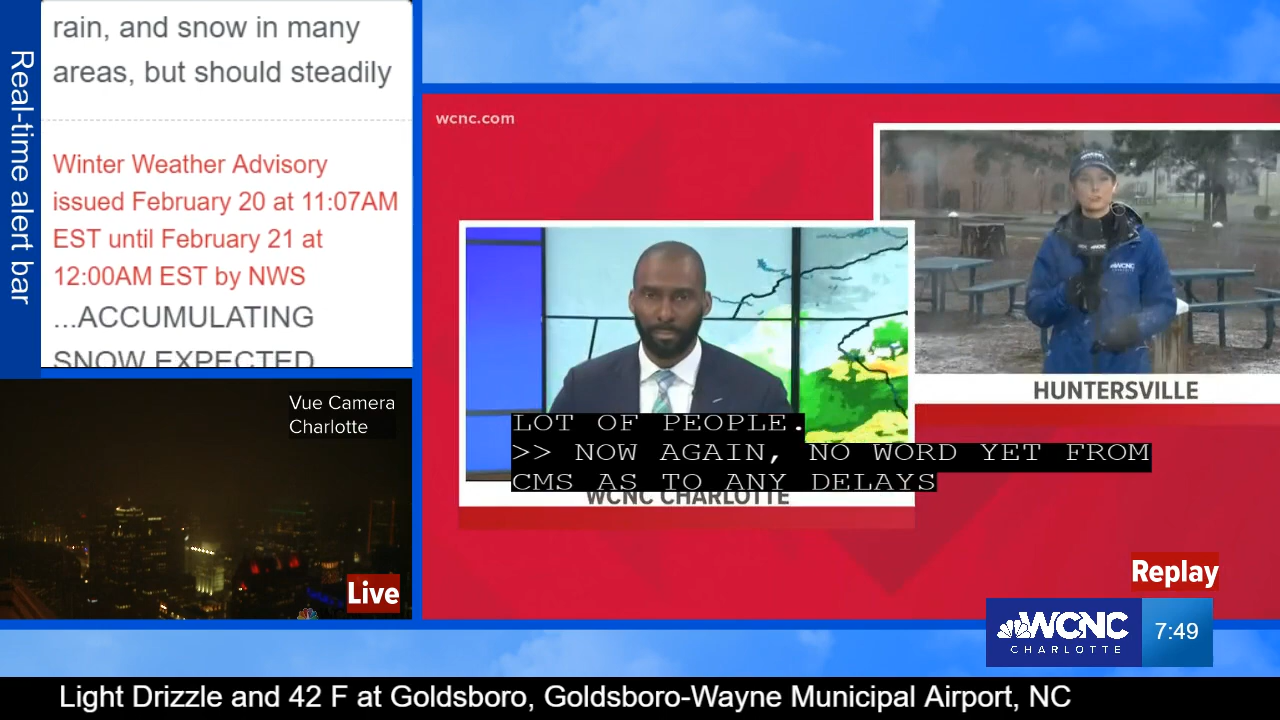 Real-time alert bar
rain, and snow in many
areas, but should steadily
Winter Weather Advisory
issued February 20 at 11:07AM
EST until February 21 at
12:00AM EST by NWS
...ACCUMULATING
SNOW EXPECTED
Vue Camera
Charlotte
Live
wcnc.com
HUNTERSVILLE
WCNC
LOT OF PEOPLE.
>> NOW AGAIN, NO WORD YET FROM
CMS AS TO ANY DELAYS
WCNC CHARLOTTE
Replay
WCNC
CHARLOTTE
7:49
Light Drizzle and 42 F at Goldsboro, Goldsboro-Wayne Municipal Airport, NC